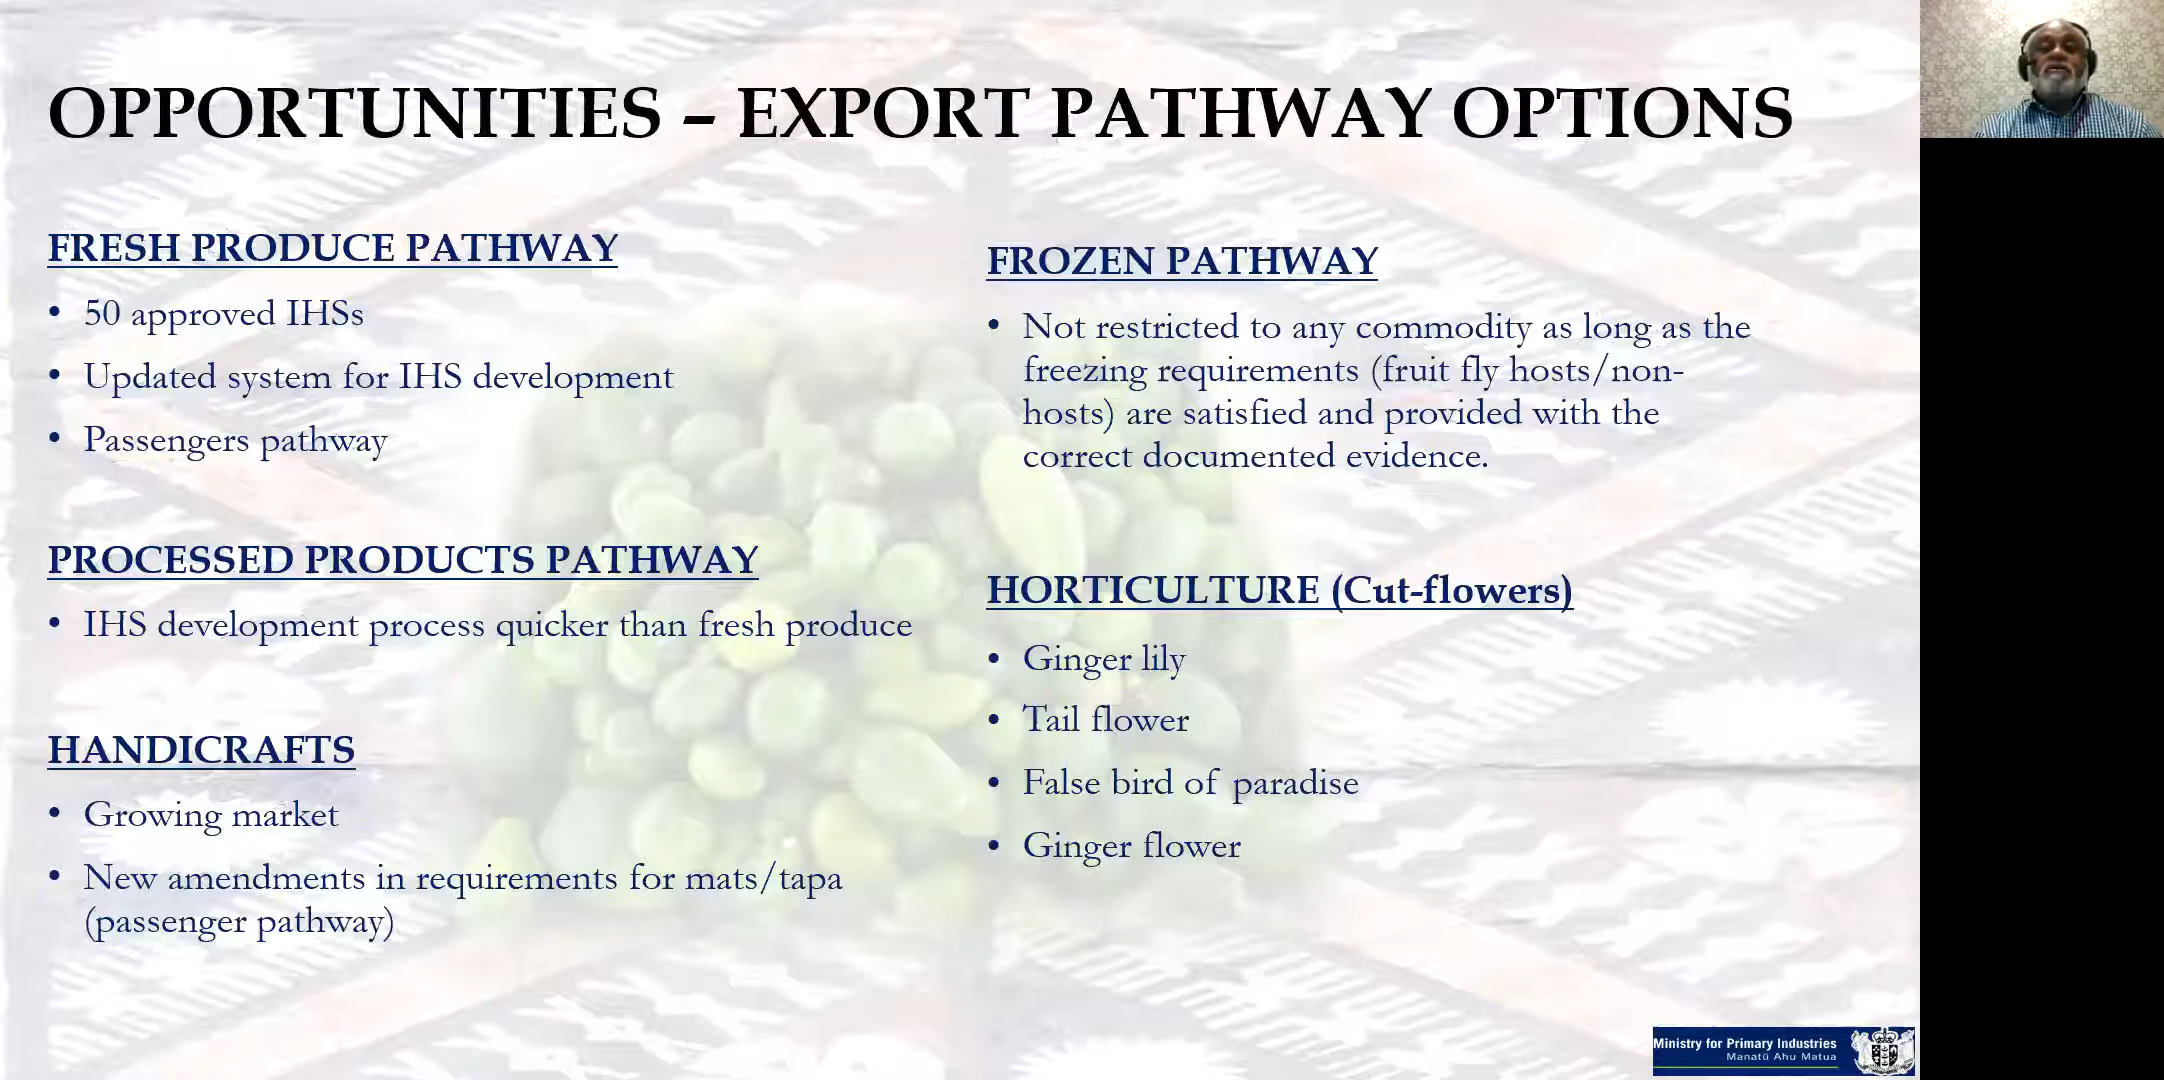 OPPORTUNITIES – EXPORT PATHWAY OPTIONS
FRESH PRODUCE PATHWAY
• 50 approved IHSs
• Updated system for IHS development
• Passengers pathway
PROCESSED PRODUCTS PATHWAY
• IHS development process quicker than fresh produce
HANDICRAFTS
• Growing market
• New amendments in requirements for mats/tapa
(passenger pathway)
FROZEN PATHWAY
• Not restricted to any commodity as long as the
freezing requirements (fruit fly hosts/non-
hosts) are satisfied and provided with the
correct documented evidence.
HORTICULTURE (Cut-flowers)
• Ginger lily
• Tail flower
• False bird of paradise
• Ginger flower
Ministry for Primary Industries
Manatū Ahu Matua